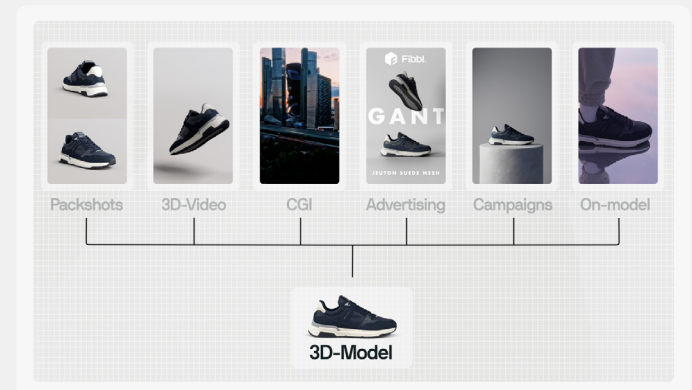 Fibbl.
GANT
JEUTON SUEDE MESH
Packshots
3D-Video
CGI
Advertising
Campaigns
On-model
3D-Model